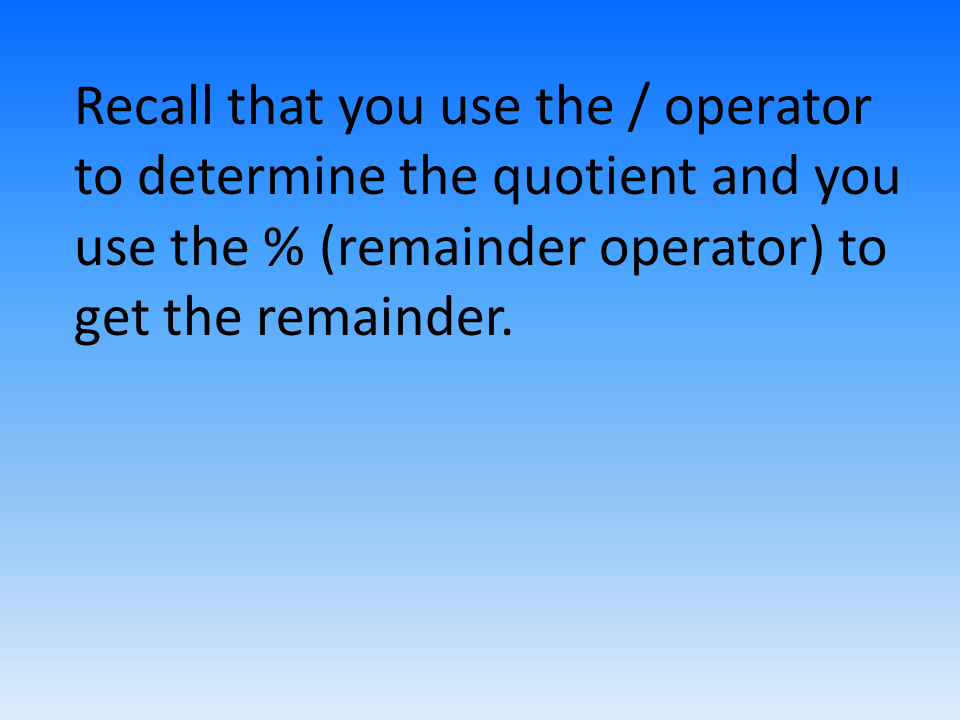 Recall that you use the / operator
to determine the quotient and you
use the % (remainder operator) to
get the remainder.